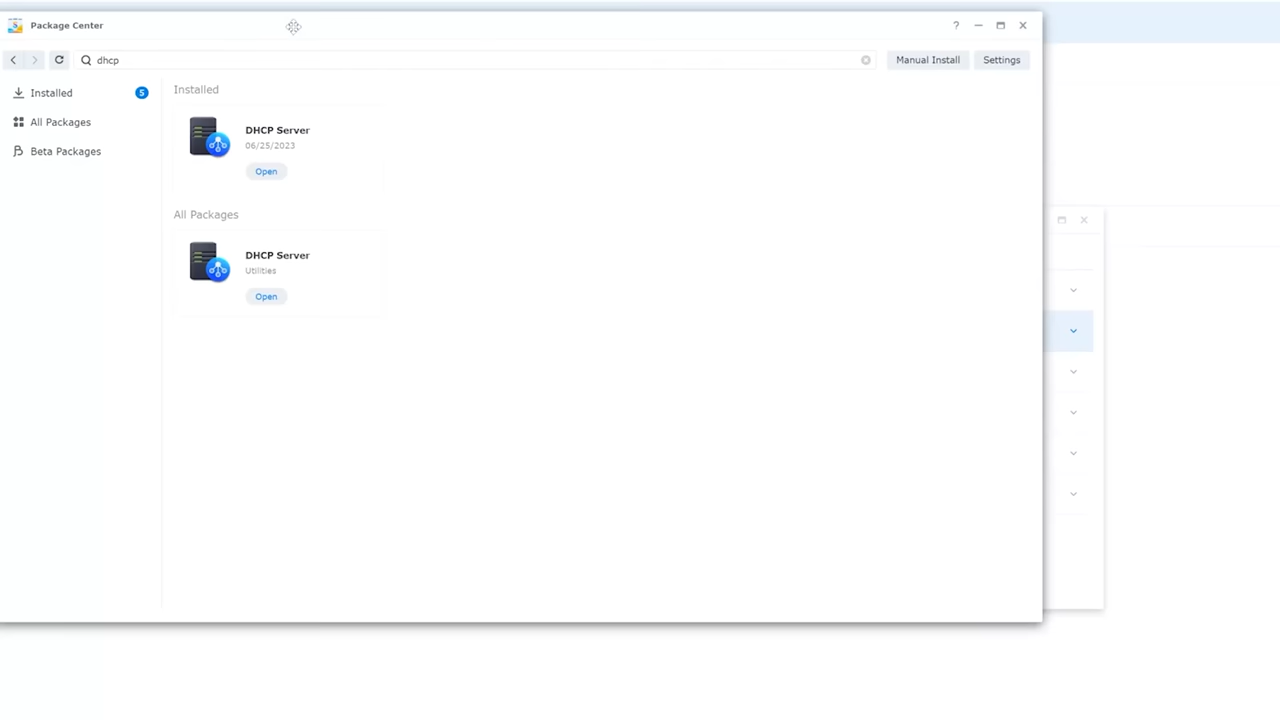 Package Center
dhcp
Manual Install
Settings
Installed
5
All Packages
Beta Packages
Installed
DHCP Server
06/25/2023
Open
All Packages
DHCP Server
Utilities
Open